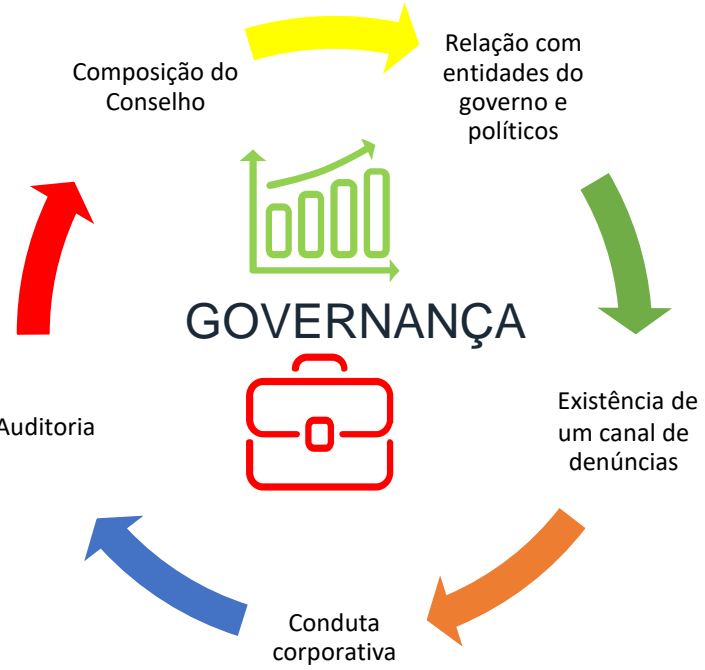 Composição do
Conselho
Relação com
entidades do
governo e
políticos
GOVERNANÇA
Existência de
um canal de
denúncias
Auditoria
Conduta
corporativa